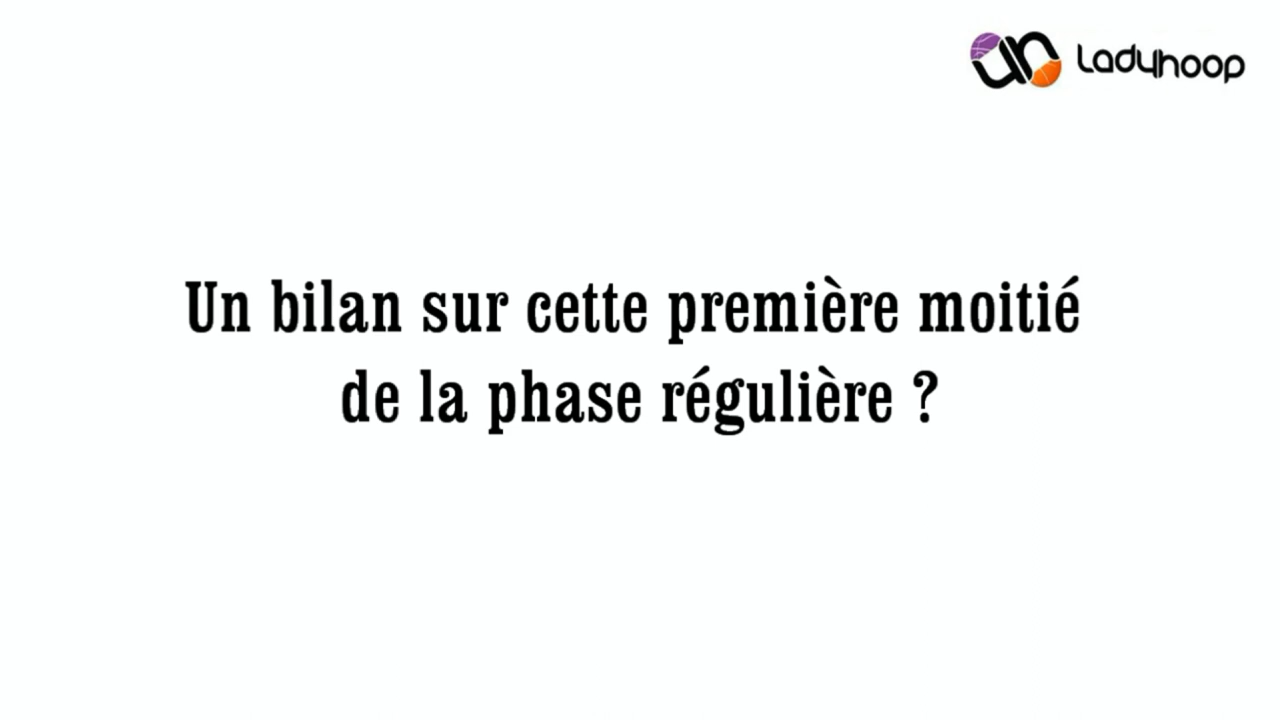 Ladyhoop
Un bilan sur cette première moitié
de la phase régulière ?